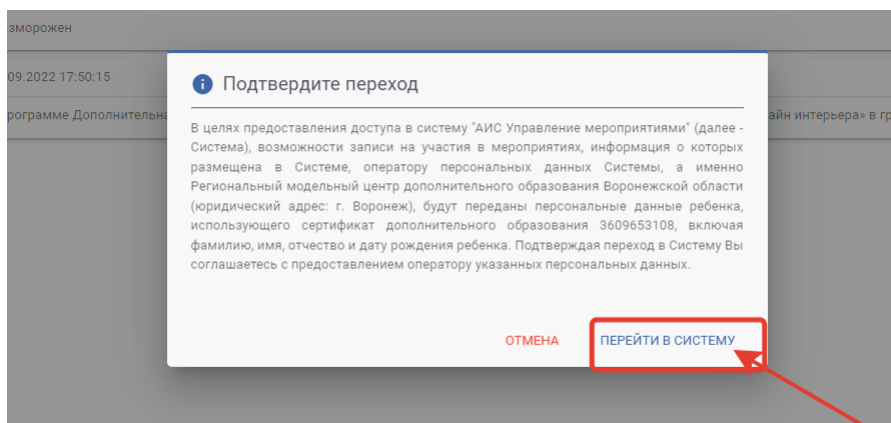 зморожен
09.2022 17:50:15
Подтвердите переход
рограмме Дополнительна
айн интерьера» в гр
В целях предоставления доступа в систему "АИС Управление мероприятиями" (далее -
Система), возможности записи на участия в мероприятиях, информация о которых
размещена в Системе, оператору персональных данных Системы, а именно
Региональный модельный центр дополнительного образования Воронежской области
(юридический адрес: г. Воронеж), будут переданы персональные данные ребенка,
использующего сертификат дополнительного образования 3609653108, включая
фамилию, имя, отчество и дату рождения ребенка. Подтверждая переход в Систему Вы
соглашаетесь с предоставлением оператору указанных персональных данных.
ОТМЕНА ПЕРЕЙТИ В СИСТЕМУ